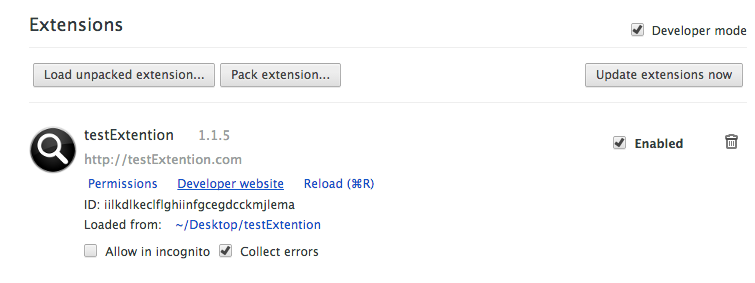 Extensions
Developer mode
Load unpacked extension... Pack extension... Update extensions now
testExtention 1.1.5
Enabled
http://testExtention.com
Permissions Developer website Reload (⌘R)
ID: iilkdlkeclflghiinfgcegdcckmjlema
Loaded from: ~/Desktop/testExtention
Allow in incognito Collect errors